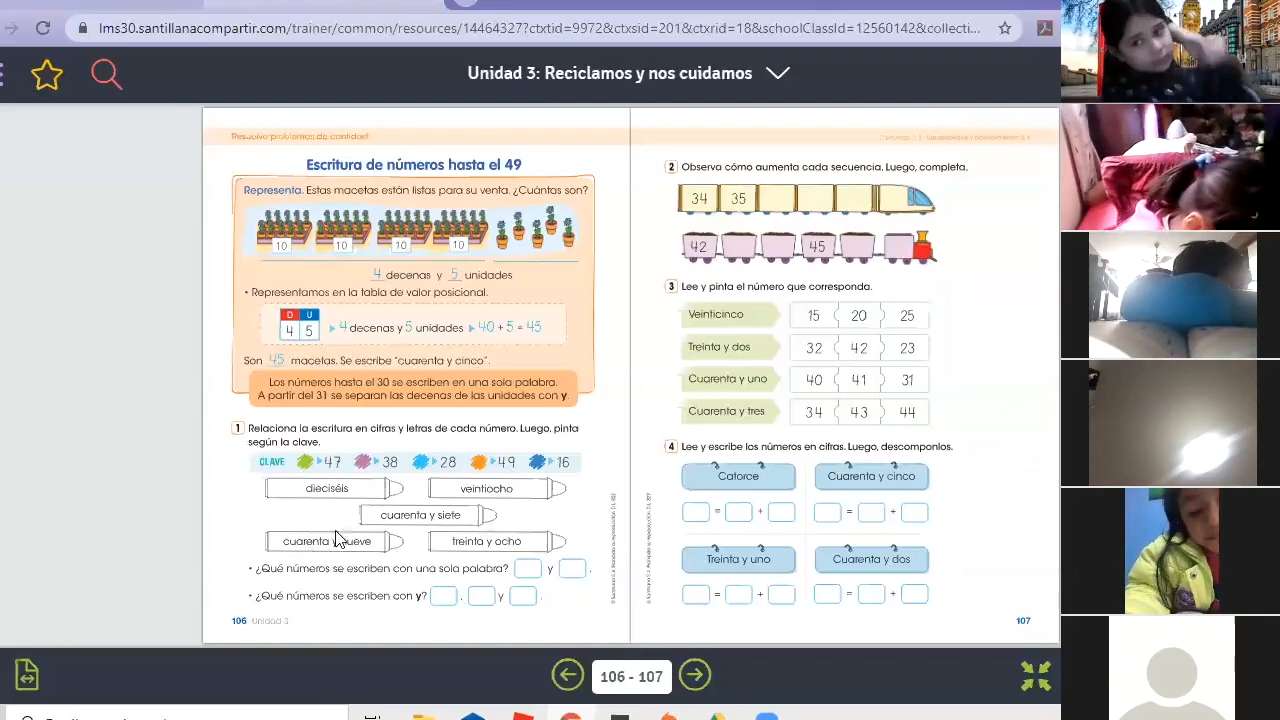 lms30.santillanacompartir.com/trainer/common/resources/14464327?artid=9972&ctxsid=201&ctxrid=18&schoolClassId=12560142&collecti...
Unidad 3: Reciclamos y nos cuidamos
Resuelvo problemas de cantidad
Escritura de números hasta el 49
Representa. Estas macetas están listas para su venta. ¿Cuántas son?
10 10 10 10
4 decenas y 5 unidades
• Representamos en la tabla de valor posicional.
D U
4 5 4 decenas y 5 unidades 40 + 5 = 45
Son 45 macetas. Se escribe "cuarenta y cinco".
Los números hasta el 30 se escriben en una sola palabra.
A partir del 31 se separan las decenas de las unidades con y.
1 Relaciona la escritura en cifras y letras de cada número. Luego, pinta
según la clave.
CLAVE 47 38 28 49 16
dieciséis veintiocho
cuarenta y siete
cuarenta y nueve treinta y ocho
• ¿Qué números se escriben con una sola palabra? y .
• ¿Qué números se escriben con y? , y .
106 Unidad 3
2 Observa cómo aumenta cada secuencia. Luego, completa.
34 35
42 45
3 Lee y pinta el número que corresponda.
Veinticinco 15 20 25
Treinta y dos 32 42 23
Cuarenta y uno 40 41 31
Cuarenta y tres 34 43 44
4 Lee y escribe los números en cifras. Luego, descomponlos.
Catorce Cuarenta y cinco
= + = +
Treinta y uno Cuarenta y dos
= + = +
107
106 - 107